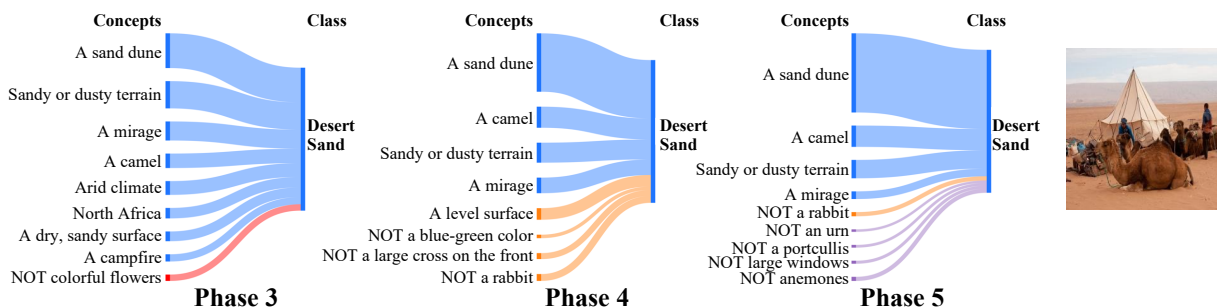 Concepts
Class
A sand dune
Sandy or dusty terrain
A mirage
A camel
Arid climate
North Africa
A dry, sandy surface
A campfire
NOT colorful flowers
Desert
Sand
Phase 3
Concepts
Class
A sand dune
A camel
Sandy or dusty terrain
A mirage
A level surface
NOT a blue-green color
NOT a large cross on the front
NOT a rabbit
Desert
Sand
Phase 4
Concepts
Class
A sand dune
A camel
Sandy or dusty terrain
A mirage
NOT a rabbit
NOT an urn
NOT a portcullis
NOT large windows
NOT anemones
Desert
Sand
Phase 5